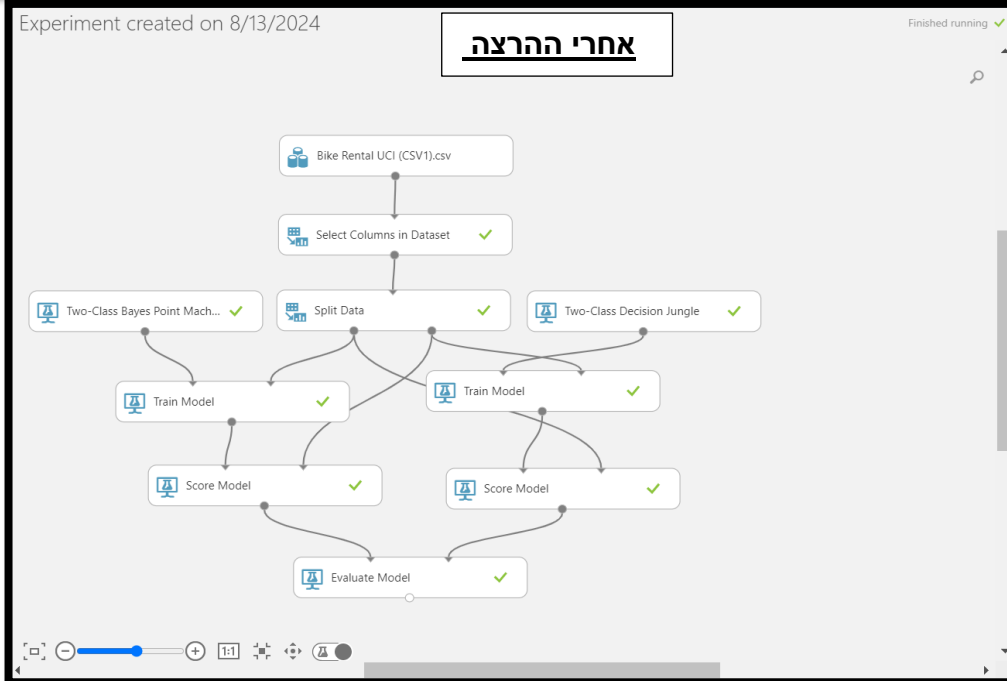 Experiment created on 8/13/2024
אחרי ההרצה
Finished running
Bike Rental UCI (CSV1).csv
Select Columns in Dataset
Two-Class Bayes Point Mach...
Split Data
Two-Class Decision Jungle
Train Model
Train Model
Score Model
Score Model
Evaluate Model
1:1